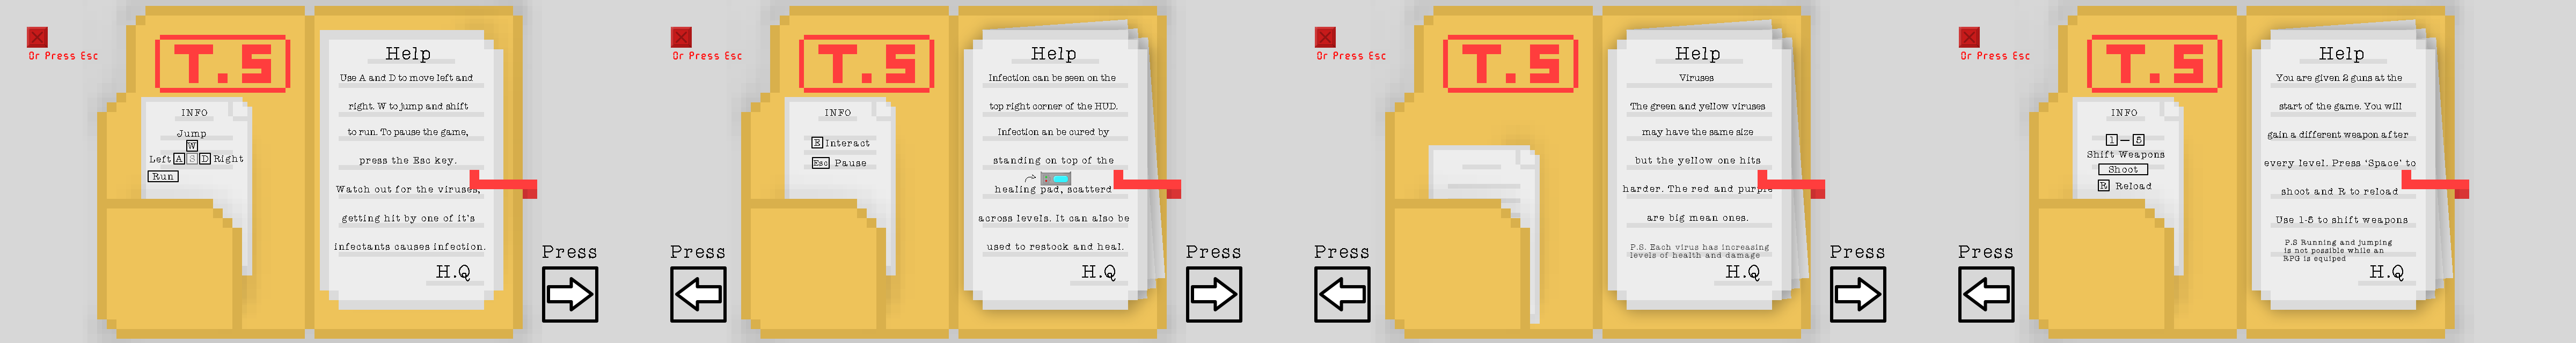 Or Press Esc
T.S
INFO
Jump
W
Left A S D Right
Run
Help
Use A and D to move left and
right. W to jump and shift
to run. To pause the game,
press the Esc key.
Watch out for the viruses,
getting hit by one of it's
infectants causes infection.
H.Q
Press
Or Press Esc
T.S
INFO
E Interact
Esc Pause
Help
Infection can be seen on the
top right corner of the HUD.
Infection an be cured by
standing on top of the
healing pad, scatterd
across levels. It can also be
used to restock and heal.
H.Q
Press
Press
Or Press Esc
T.S
Help
Viruses
The green and yellow viruses
may have the same size
but the yellow one hits
harder. The red and purple
are big mean ones.
P.S. Each virus has increasing
levels of health and damage
H.Q
Press
Press
Or Press Esc
T.S
INFO
1 — 5
Shift Weapons
Shoot
R Reload
Help
You are given 2 guns at the
start of the game. You will
gain a different weapon after
every level. Press 'Space' to
shoot and R to reload
Use 1-5 to shift weapons
P.S Running and jumping
is not possible while an
RPG is equiped
H.Q
Press